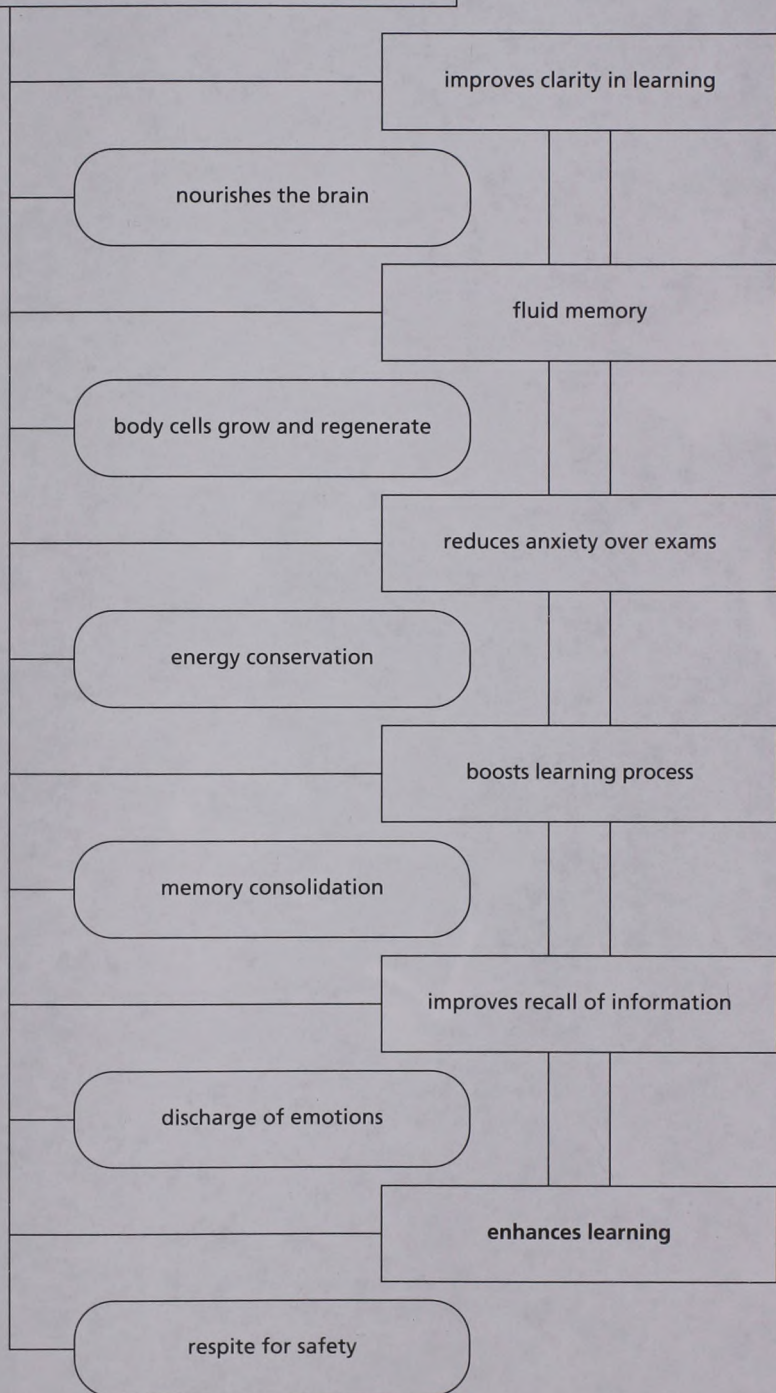 improves clarity in learning
nourishes the brain
fluid memory
body cells grow and regenerate
reduces anxiety over exams
energy conservation
boosts learning process
memory consolidation
improves recall of information
discharge of emotions
enhances learning
respite for safety